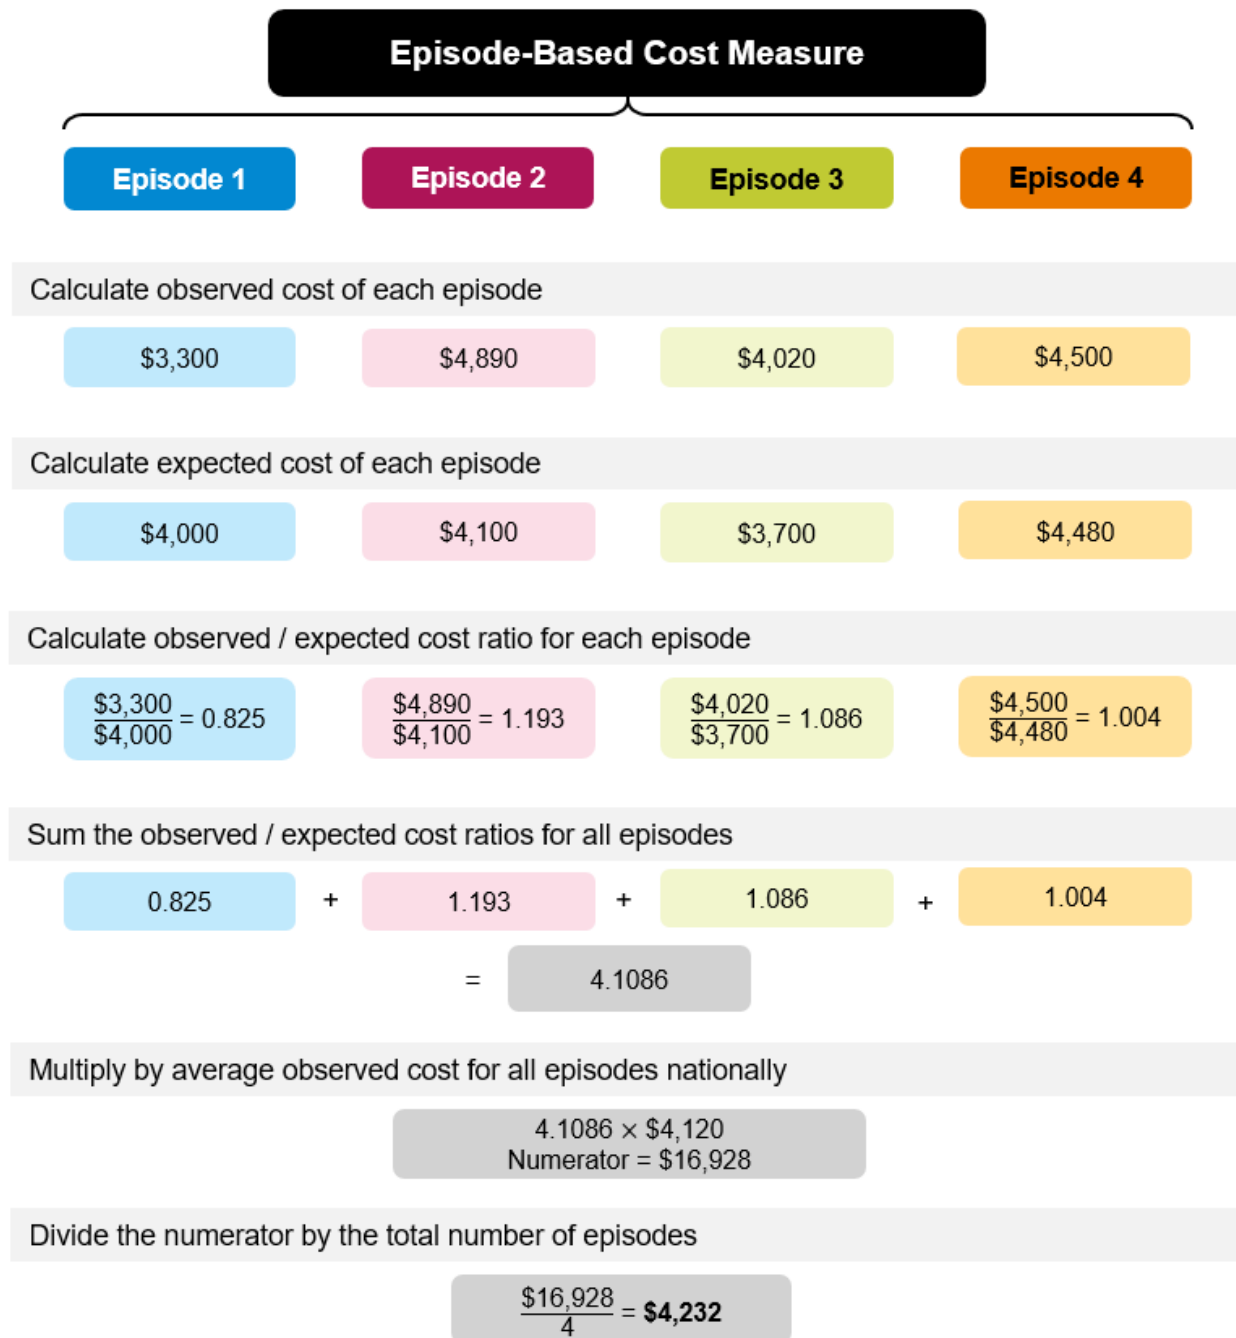 Episode-Based Cost Measure
Episode 1
Episode 2
Episode 3
Episode 4
Calculate observed cost of each episode
$3,300
$4,890
$4,020
$4,500
Calculate expected cost of each episode
$4,000
$4,100
$3,700
$4,480
Calculate observed / expected cost ratio for each episode
$3,300
$4,000
= 0.825
$4,890
$4,100
= 1.193
$4,020
$3,700
= 1.086
$4,500
$4,480
= 1.004
Sum the observed / expected cost ratios for all episodes
0.825 + 1.193 + 1.086 + 1.004
= 4.1086
Multiply by average observed cost for all episodes nationally
4.1086 × $4,120
Numerator = $16,928
Divide the numerator by the total number of episodes
$16,928
4
= $4,232